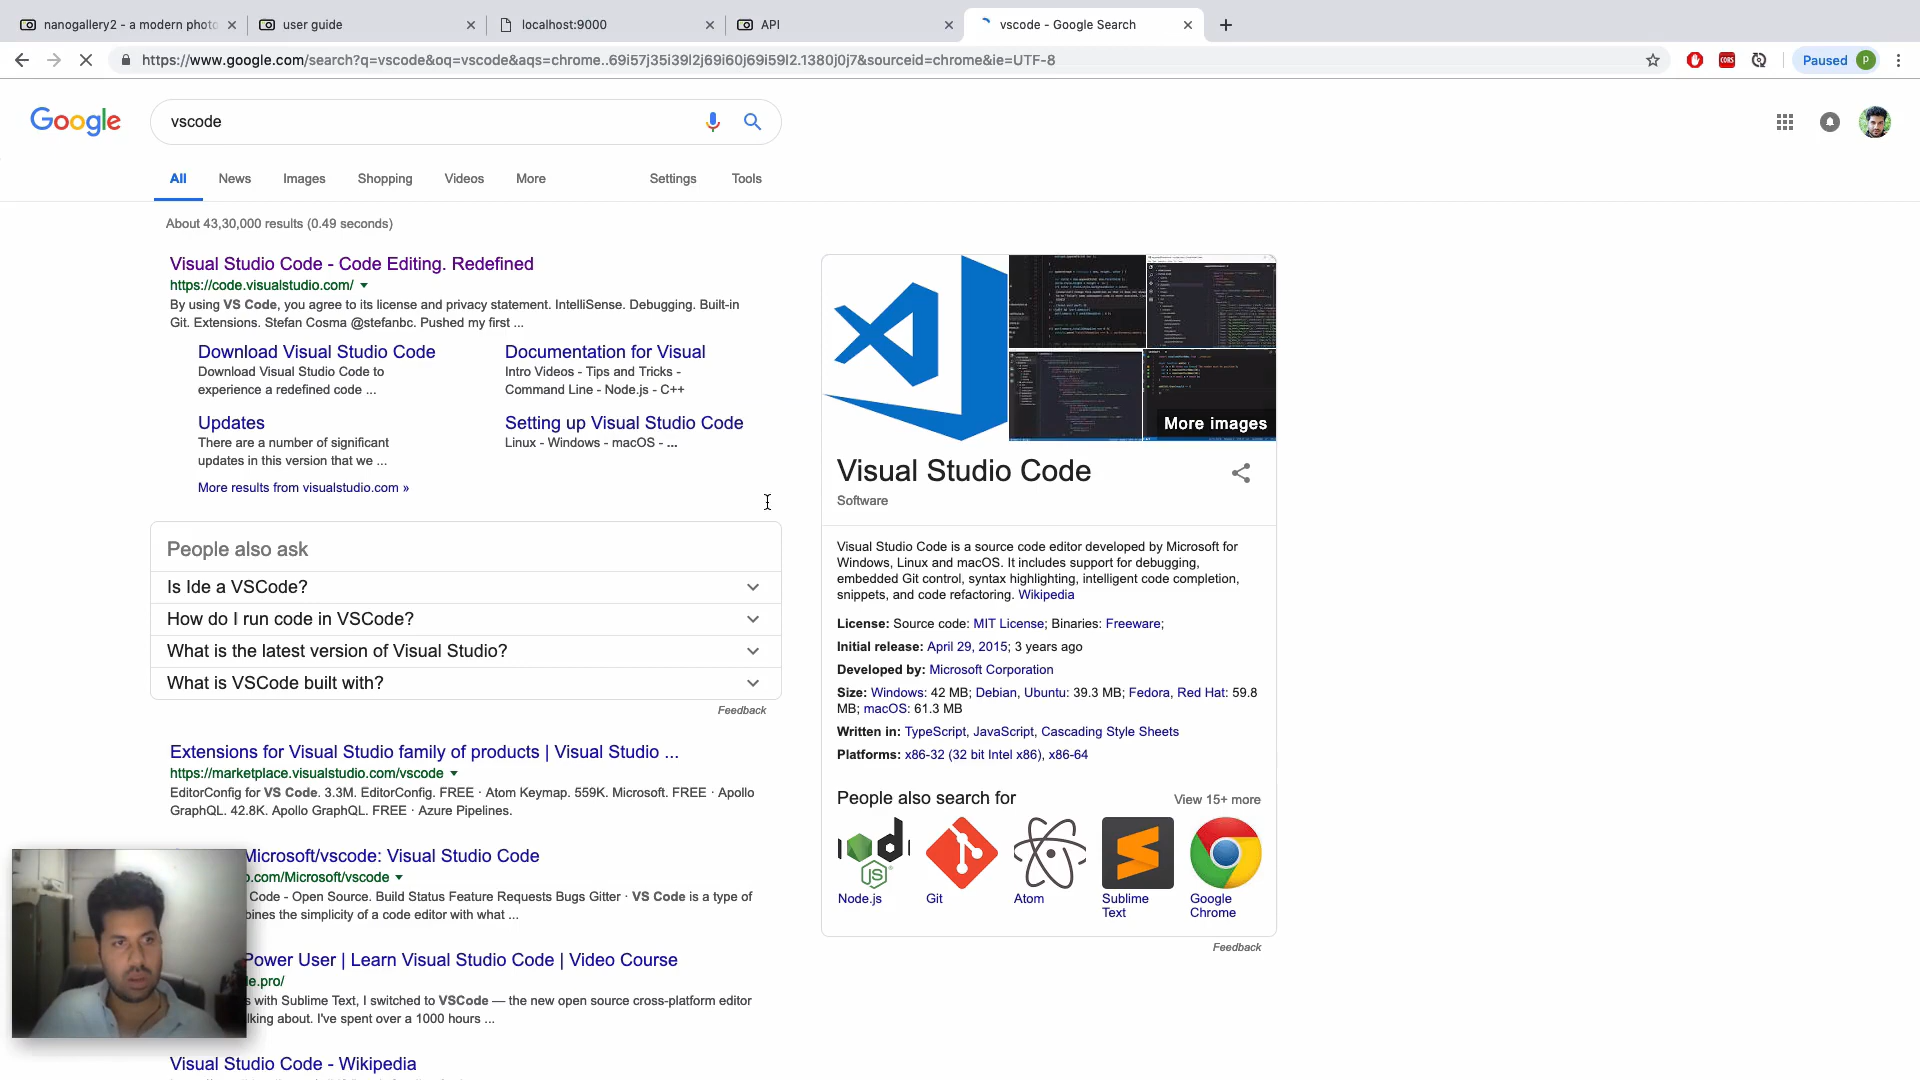 nanogallery2 - a modern photo
user guide
localhost:9000
API
vscode - Google Search
https://www.google.com/search?q=vscode&oq=vscode&aqs=chrome..69i57j35i39l2j69i60j69i59l2.1380j0j7&sourceid=chrome&ie=UTF-8
CORS
Paused
P
Google
vscode
All
News
Images
Shopping
Videos
More
Settings
Tools
About 43,30,000 results (0.49 seconds)
Visual Studio Code - Code Editing. Redefined
https://code.visualstudio.com/
By using VS Code, you agree to its license and privacy statement. IntelliSense. Debugging. Built-in
Git. Extensions. Stefan Cosma @stefanbc. Pushed my first ...
Download Visual Studio Code
Download Visual Studio Code to
experience a redefined code ...
Documentation for Visual
Intro Videos - Tips and Tricks -
Command Line - Node.js - C++
Updates
There are a number of significant
updates in this version that we ...
Setting up Visual Studio Code
Linux - Windows - macOS - ...
More results from visualstudio.com »
People also ask
Is Ide a VSCode?
How do I run code in VSCode?
What is the latest version of Visual Studio?
What is VSCode built with?
Feedback
Extensions for Visual Studio family of products | Visual Studio ...
https://marketplace.visualstudio.com/vscode
EditorConfig for VS Code. 3.3M. EditorConfig. FREE · Atom Keymap. 559K. Microsoft. FREE · Apollo
GraphQL. 42.8K. Apollo GraphQL. FREE · Azure Pipelines.
Microsoft/vscode: Visual Studio Code
.com/Microsoft/vscode
Code - Open Source. Build Status Feature Requests Bugs Gitter · VS Code is a type of
ines the simplicity of a code editor with what ...
Power User | Learn Visual Studio Code | Video Course
e.pro/
s with Sublime Text, I switched to VSCode — the new open source cross-platform editor
lking about. I've spent over a 1000 hours ...
Visual Studio Code - Wikipedia
More images
Visual Studio Code
Software
Visual Studio Code is a source code editor developed by Microsoft for
Windows, Linux and macOS. It includes support for debugging,
embedded Git control, syntax highlighting, intelligent code completion,
snippets, and code refactoring. Wikipedia
License: Source code: MIT License; Binaries: Freeware;
Initial release: April 29, 2015; 3 years ago
Developed by: Microsoft Corporation
Size: Windows: 42 MB; Debian, Ubuntu: 39.3 MB; Fedora, Red Hat: 59.8
MB; macOS: 61.3 MB
Written in: TypeScript, JavaScript, Cascading Style Sheets
Platforms: x86-32 (32 bit Intel x86), x86-64
People also search for
View 15+ more
Node.js
Git
Atom
Sublime
Text
Google
Chrome
Feedback